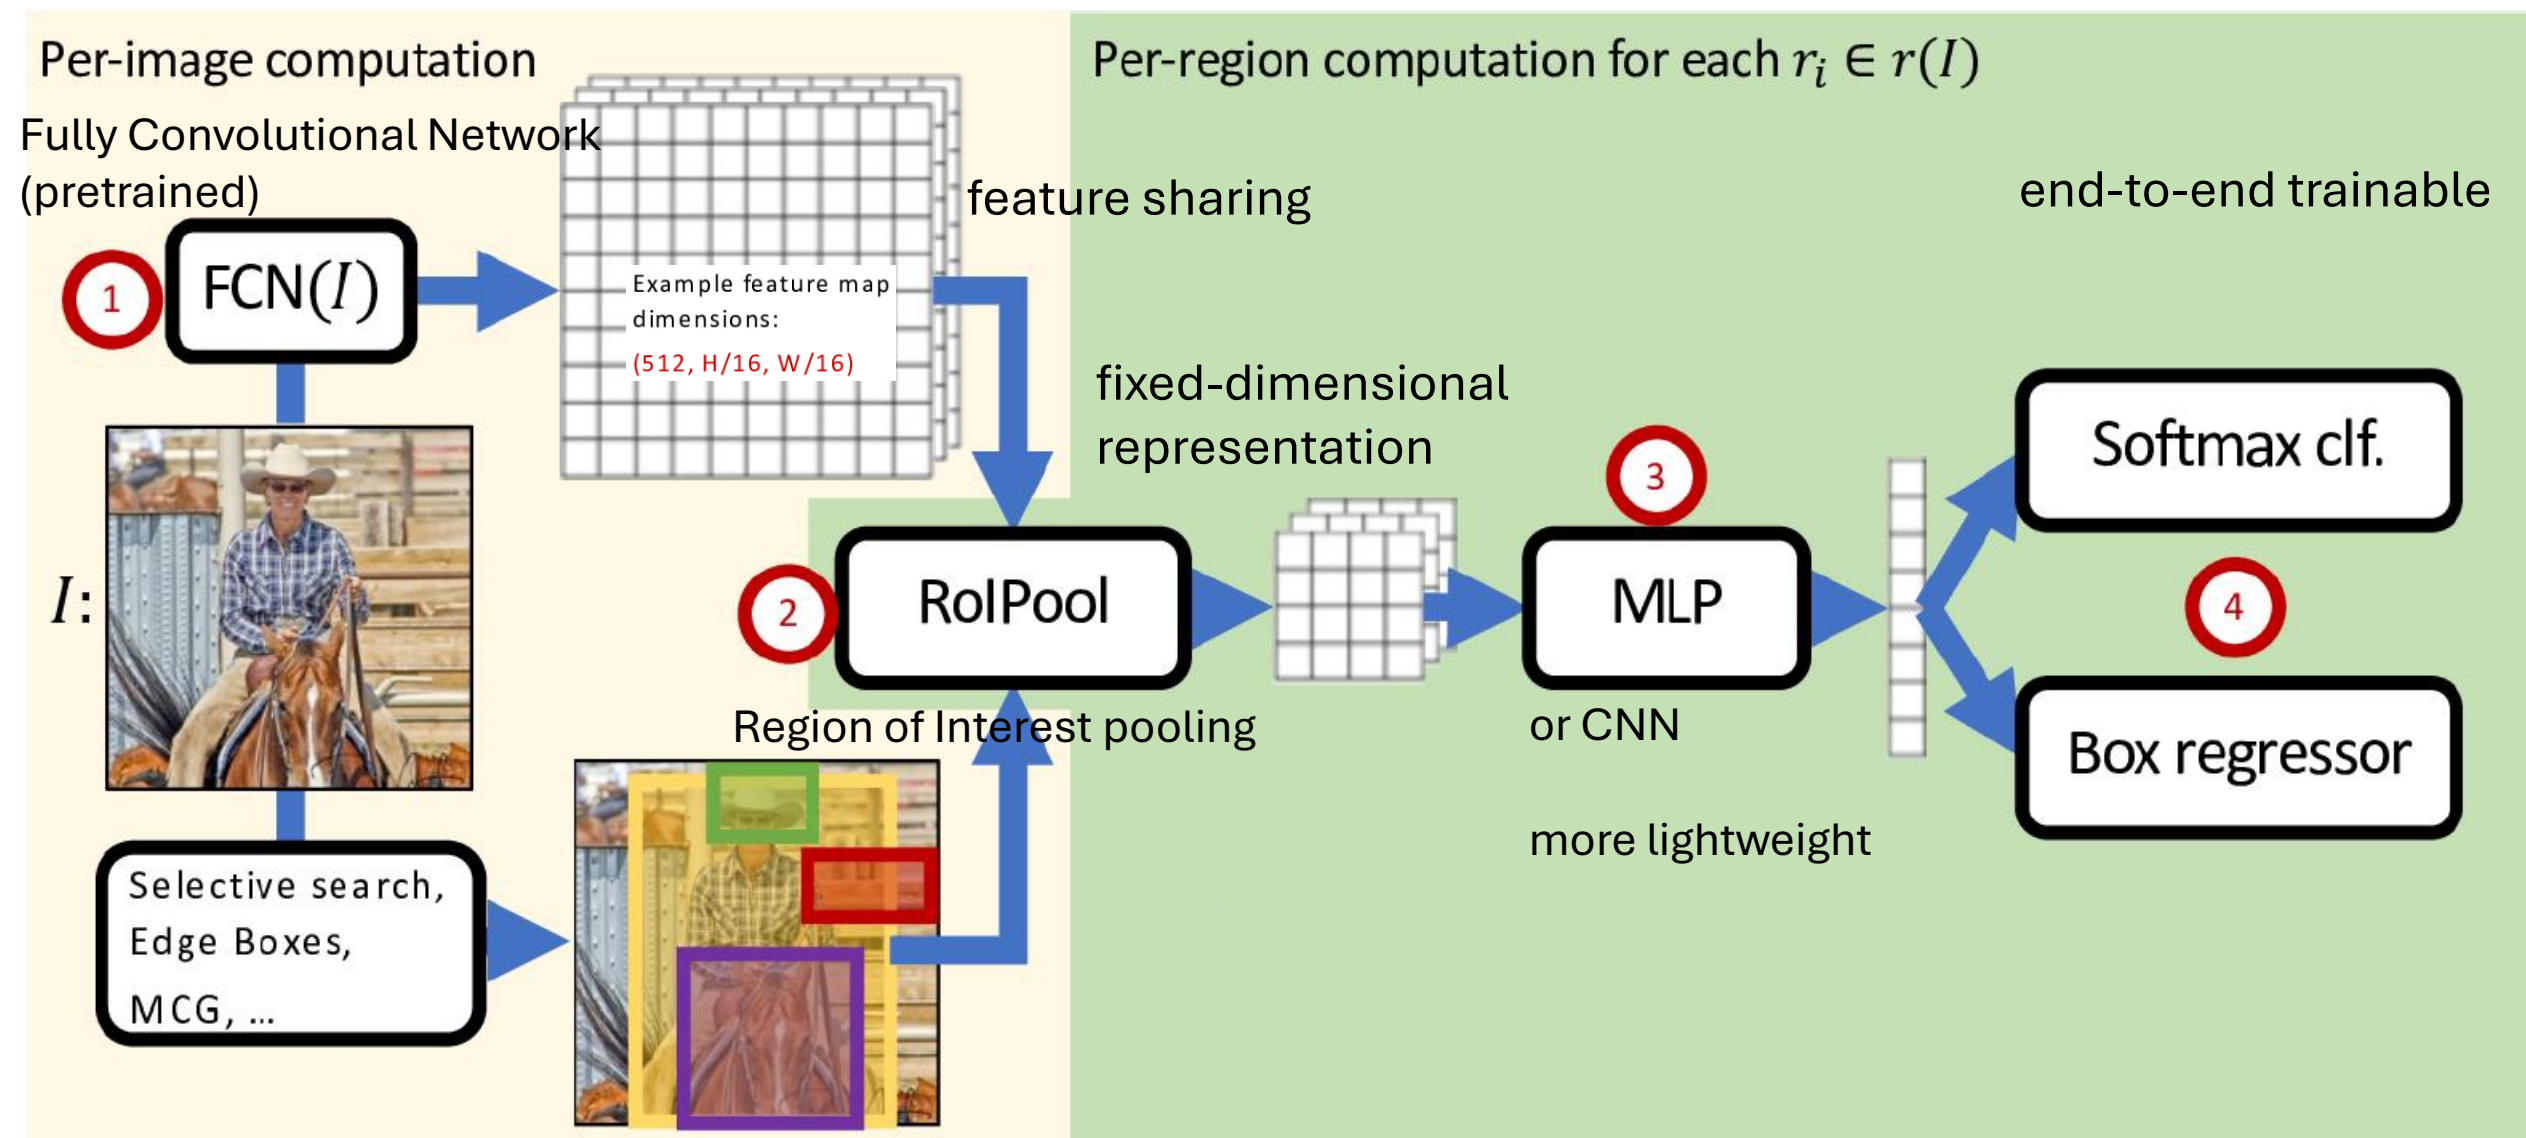 Per-image computation
Per-region computation for each r_i ∈ r(I)
Fully Convolutional Network
(pretrained)
feature sharing
end-to-end trainable
1
FCN(I)
Example feature map
dimensions:
(512, H/16, W/16)
fixed-dimensional
representation
3
Softmax clf.
I:
2
RoIPool
MLP
4
Region of Interest pooling
or CNN
Box regressor
more lightweight
Selective search,
Edge Boxes,
MCG, ...